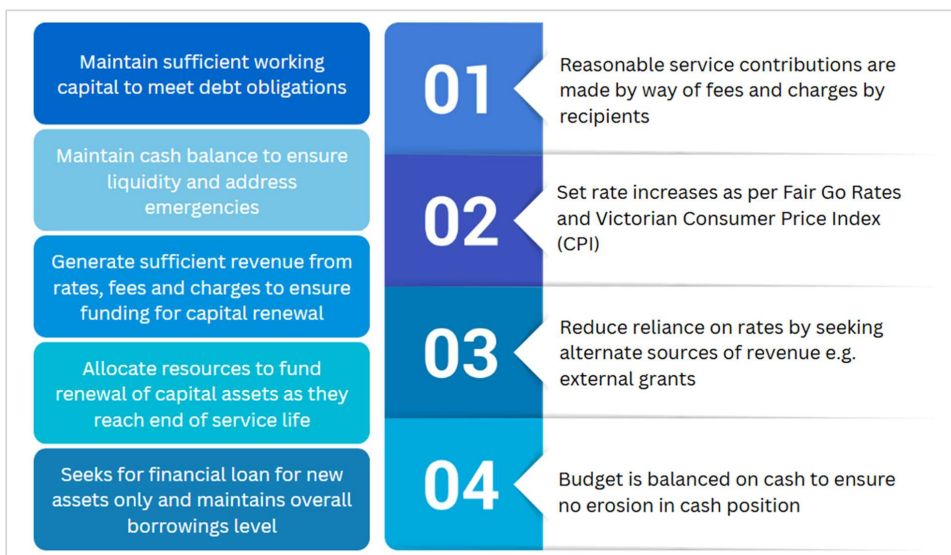 Maintain sufficient working
capital to meet debt obligations
Maintain cash balance to ensure
liquidity and address
emergencies
Generate sufficient revenue from
rates, fees and charges to ensure
funding for capital renewal
Allocate resources to fund
renewal of capital assets as they
reach end of service life
Seeks for financial loan for new
assets only and maintains overall
borrowings level
01
Reasonable service contributions are
made by way of fees and charges by
recipients
02
Set rate increases as per Fair Go Rates
and Victorian Consumer Price Index
(CPI)
03
Reduce reliance on rates by seeking
alternate sources of revenue e.g.
external grants
04
Budget is balanced on cash to ensure
no erosion in cash position